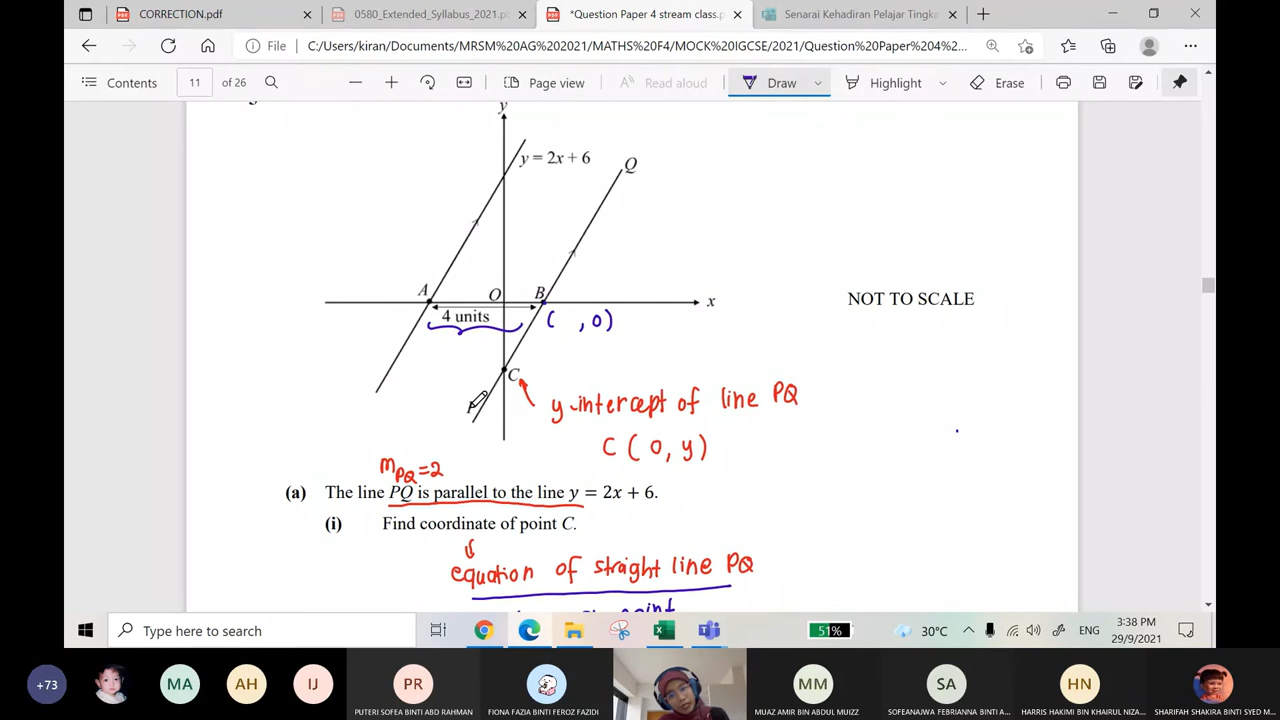 CORRECTION.pdf
0580_Extended_Syllabus_2021.pdf
*Question Paper 4 stream class.p
Senarai Kehadiran Pelajar Tingka
File
C:/Users/kiran/Documents/MRSM%20AG%202021/MATHS%20F4/MOCK%20IGCSE/2021/Question%20Paper%204%2...
Contents
11 of 26
Page view
Read aloud
Draw
Highlight
Erase
y
y = 2x + 6
Q
A
O
B
x
NOT TO SCALE
4 units
( , 0)
C
y-intercept of line PQ
C ( 0, y )
mPQ = 2
(a) The line PQ is parallel to the line y = 2x + 6.
(i) Find coordinate of point C.
equation of straight line PQ
point
Type here to search
51%
30°C
ENG
3:38 PM
29/9/2021
+73
MA
AH
IJ
PR
MM
SA
HN
PUTERI SOFEA BINTI ABD RAHMAN
FIONA FAZIA BINTI FEROZ FAZIDI
MUAZ AMIR BIN ABDUL MUIZZ
SOFEANAJWA FEBRIANNA BINTI A...
HARRIS HAKIMI BIN KHAIRUL NIZA...
SHARIFAH SHAKIRA BINTI SYED M...